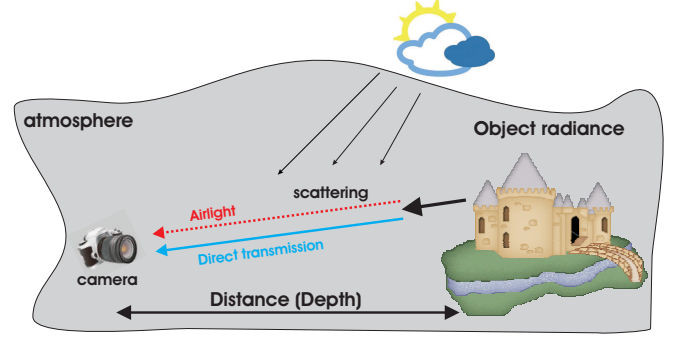 atmosphere
Object radiance
scattering
Airlight
Direct transmission
camera
Distance (Depth)